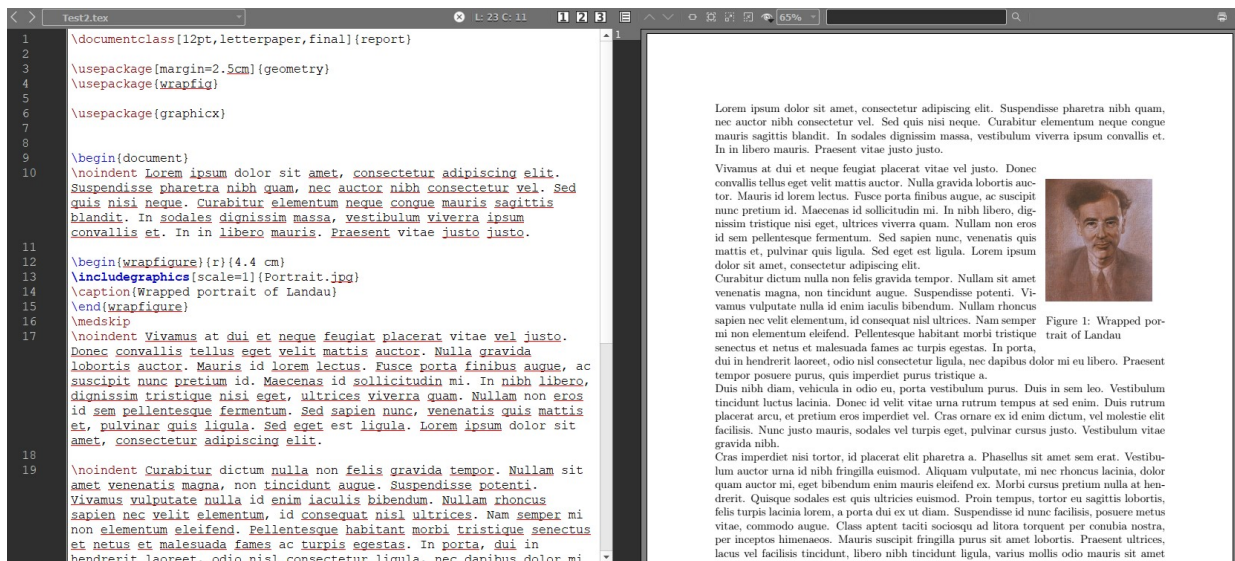 Test2.tex
L: 23 C: 11
1 2 3
65%
1 \documentclass[12pt,letterpaper,final]{report}
2
3 \usepackage[margin=2.5cm]{geometry}
4 \usepackage{wrapfig}
5
6 \usepackage{graphicx}
7
8
9 \begin{document}
10 \noindent Lorem ipsum dolor sit amet, consectetur adipiscing elit.
Suspendisse pharetra nibh quam, nec auctor nibh consectetur vel. Sed
quis nisi neque. Curabitur elementum neque congue mauris sagittis
blandit. In sodales dignissim massa, vestibulum viverra ipsum
convallis et. In in libero mauris. Praesent vitae justo justo.
11
12 \begin{wrapfigure}{r}{4.4 cm}
13 \includegraphics[scale=1]{Portrait.jpg}
14 \caption{Wrapped portrait of Landau}
15 \end{wrapfigure}
16 \medskip
17 \noindent Vivamus at dui et neque feugiat placerat vitae vel justo.
Donec convallis tellus eget velit mattis auctor. Nulla gravida
lobortis auctor. Mauris id lorem lectus. Fusce porta finibus augue, ac
suscipit nunc pretium id. Maecenas id sollicitudin mi. In nibh libero,
dignissim tristique nisi eget, ultrices viverra quam. Nullam non eros
id sem pellentesque fermentum. Sed sapien nunc, venenatis quis mattis
et, pulvinar quis ligula. Sed eget est ligula. Lorem ipsum dolor sit
amet, consectetur adipiscing elit.
18
19 \noindent Curabitur dictum nulla non felis gravida tempor. Nullam sit
amet venenatis magna, non tincidunt augue. Suspendisse potenti.
Vivamus vulputate nulla id enim iaculis bibendum. Nullam rhoncus
sapien nec velit elementum, id consequat nisl ultrices. Nam semper mi
non elementum eleifend. Pellentesque habitant morbi tristique senectus
et netus et malesuada fames ac turpis egestas. In porta, dui in
hendrerit laoreet, odio nisl consectetur ligula, nec dapibus dolor mi
1
Lorem ipsum dolor sit amet, consectetur adipiscing elit. Suspendisse pharetra nibh quam,
nec auctor nibh consectetur vel. Sed quis nisi neque. Curabitur elementum neque congue
mauris sagittis blandit. In sodales dignissim massa, vestibulum viverra ipsum convallis et.
In in libero mauris. Praesent vitae justo justo.
Vivamus at dui et neque feugiat placerat vitae vel justo. Donec
convallis tellus eget velit mattis auctor. Nulla gravida lobortis auc-
tor. Mauris id lorem lectus. Fusce porta finibus augue, ac suscipit
nunc pretium id. Maecenas id sollicitudin mi. In nibh libero, dig-
nissim tristique nisi eget, ultrices viverra quam. Nullam non eros
id sem pellentesque fermentum. Sed sapien nunc, venenatis quis
mattis et, pulvinar quis ligula. Sed eget est ligula. Lorem ipsum
dolor sit amet, consectetur adipiscing elit.
Curabitur dictum nulla non felis gravida tempor. Nullam sit amet
venenatis magna, non tincidunt augue. Suspendisse potenti. Vi-
vamus vulputate nulla id enim iaculis bibendum. Nullam rhoncus
sapien nec velit elementum, id consequat nisl ultrices. Nam semper
mi non elementum eleifend. Pellentesque habitant morbi tristique
senectus et netus et malesuada fames ac turpis egestas. In porta,
Figure 1: Wrapped por-
trait of Landau
dui in hendrerit laoreet, odio nisl consectetur ligula, nec dapibus dolor mi eu libero. Praesent
tempor posuere purus, quis imperdiet purus tristique a.
Duis nibh diam, vehicula in odio eu, porta vestibulum purus. Duis in sem leo. Vestibulum
tincidunt luctus lacinia. Donec id velit vitae urna rutrum tempus at sed enim. Duis rutrum
placerat arcu, et pretium eros imperdiet vel. Cras ornare ex id enim dictum, vel molestie elit
facilisis. Nunc justo mauris, sodales vel turpis eget, pulvinar cursus justo. Vestibulum vitae
gravida nibh.
Cras imperdiet nisi tortor, id placerat elit pharetra a. Phasellus sit amet sem erat. Vestibu-
lum auctor urna id nibh fringilla euismod. Aliquam vulputate, mi nec rhoncus lacinia, dolor
quam auctor mi, eget bibendum enim mauris eleifend ex. Morbi cursus pretium nulla at hen-
drerit. Quisque sodales est quis ultricies euismod. Proin tempus, tortor eu sagittis lobortis,
felis turpis lacinia lorem, a porta dui ex ut diam. Suspendisse id nunc facilisis, posuere metus
vitae, commodo augue. Class aptent taciti sociosqu ad litora torquent per conubia nostra,
per inceptos himenaeos. Mauris suscipit fringilla purus sit amet lobortis. Praesent ultrices,
lacus vel facilisis tincidunt, libero nibh tincidunt ligula, varius mollis odio mauris sit amet